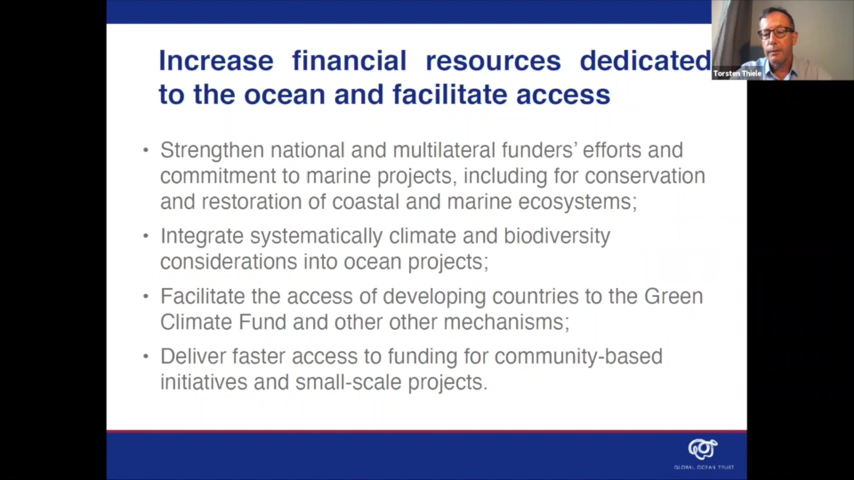 Increase financial resources dedicated
to the ocean and facilitate access
Torsten Thiele
• Strengthen national and multilateral funders' efforts and
commitment to marine projects, including for conservation
and restoration of coastal and marine ecosystems;
• Integrate systematically climate and biodiversity
considerations into ocean projects;
• Facilitate the access of developing countries to the Green
Climate Fund and other other mechanisms;
• Deliver faster access to funding for community-based
initiatives and small-scale projects.
GLOBAL OCEAN TRUST